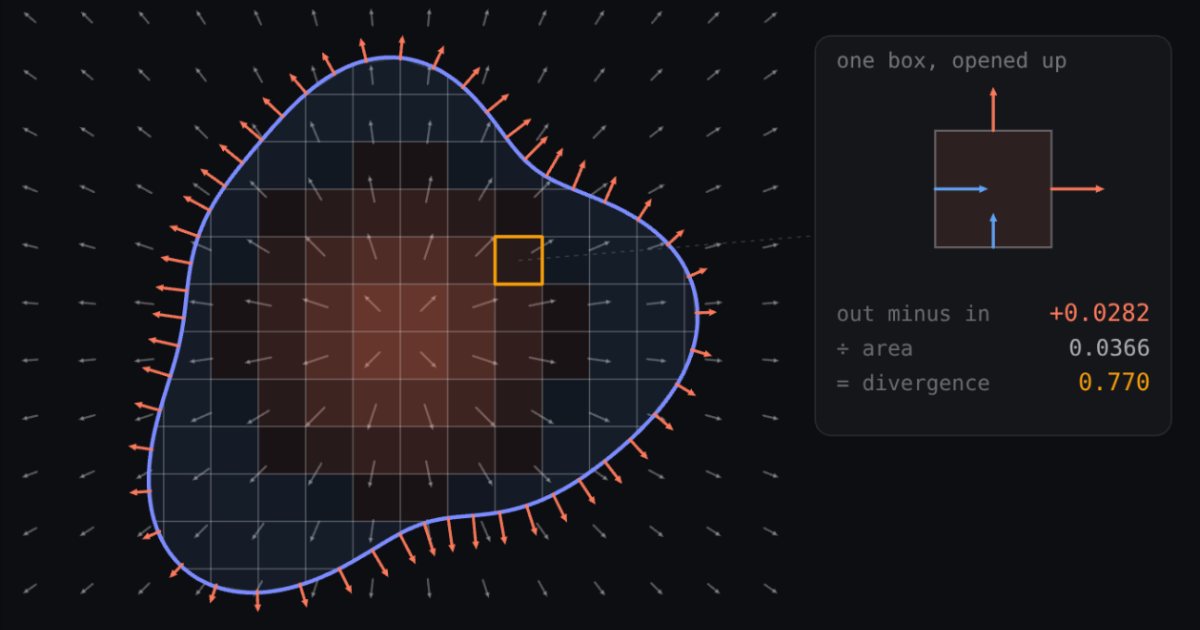 one box, opened up
out minus in +0.0282
÷ area 0.0366
= divergence 0.770